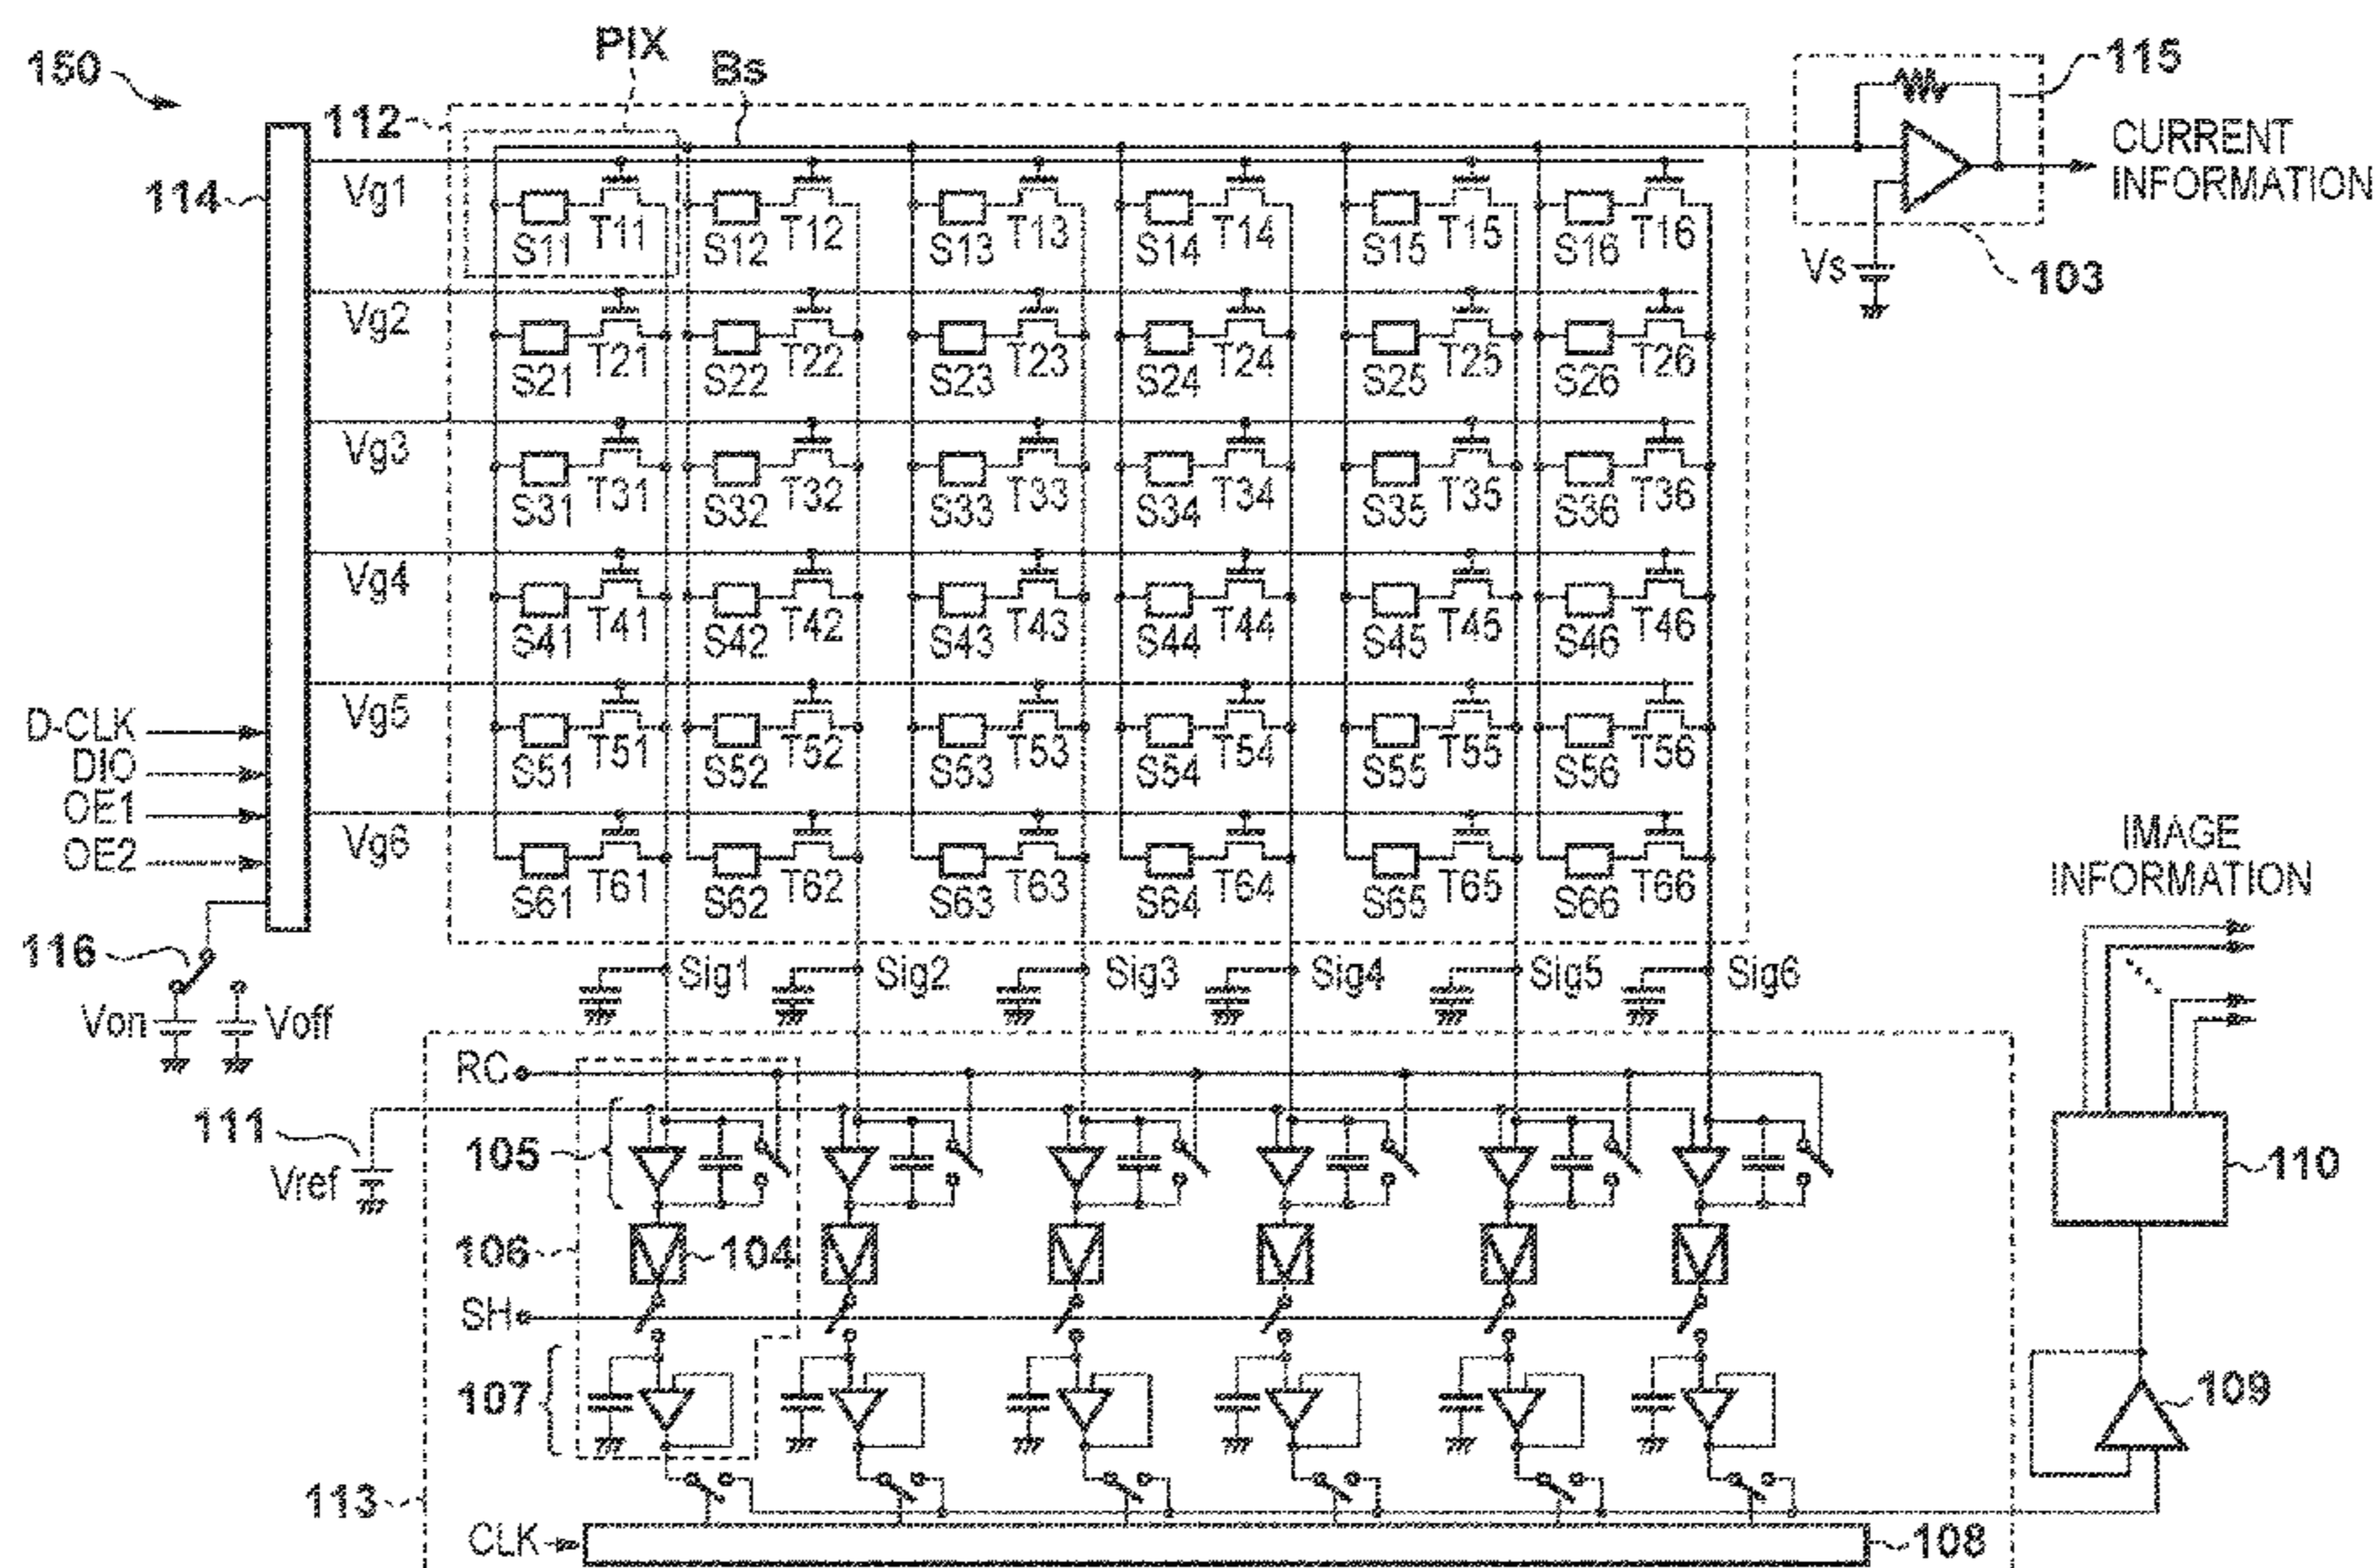 150
PIX
Bs
115
112
CURRENT
INFORMATION
114
Vg1
S11 T11 S12 T12 S13 T13 S14 T14 S15 T15 S16 T16
Vs
103
Vg2
S21 T21 S22 T22 S23 T23 S24 T24 S25 T25 S26 T26
Vg3
S31 T31 S32 T32 S33 T33 S34 T34 S35 T35 S36 T36
Vg4
S41 T41 S42 T42 S43 T43 S44 T44 S45 T45 S46 T46
Vg5
S51 T51 S52 T52 S53 T53 S54 T54 S55 T55 S56 T56
D-CLK
DIO
OE1
OE2
Vg6
S61 T61 S62 T62 S63 T63 S64 T64 S65 T65 S66 T66
IMAGE
INFORMATION
116
Von Voff
Sig1 Sig2 Sig3 Sig4 Sig5 Sig6
RC
111
Vref
105
110
106
104
SH
107
109
113
CLK
108